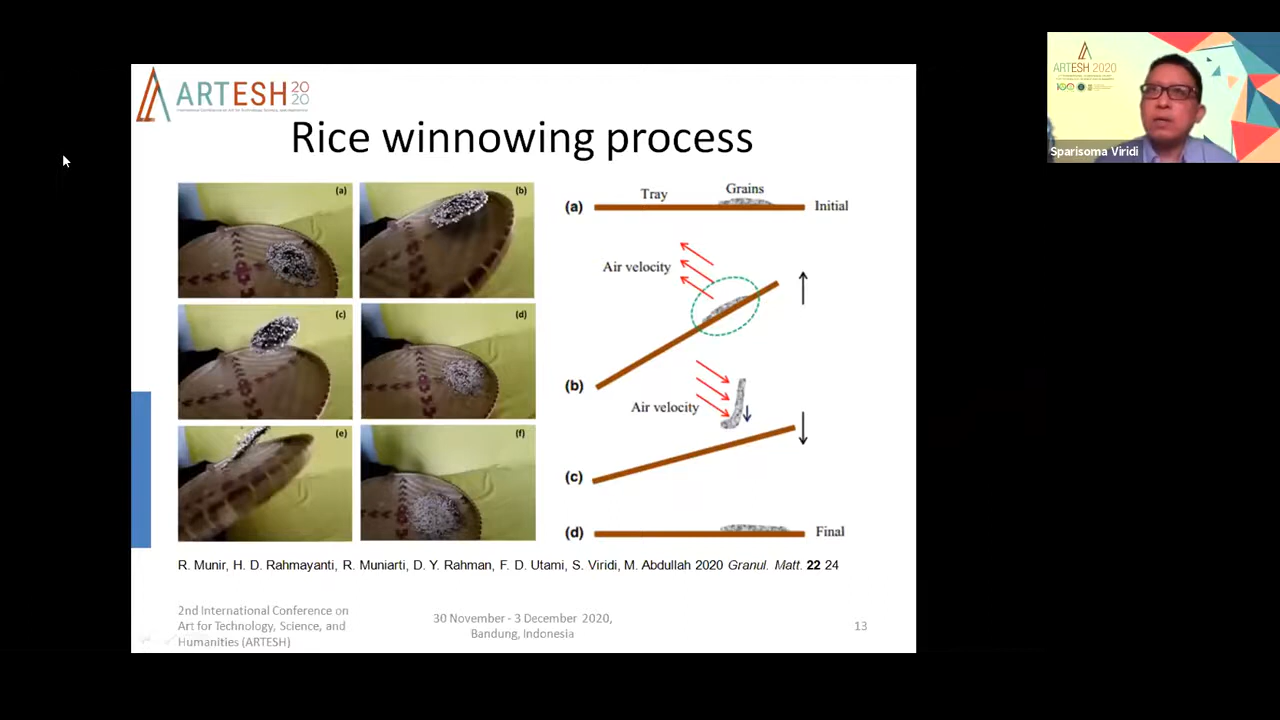 ARTESH 20
20
Rice winnowing process
(a)
(b)
(c)
(d)
(e)
(f)
Tray
Grains
(a)
Initial
Air velocity
(b)
Air velocity
(c)
(d)
Final
R. Munir, H. D. Rahmayanti, R. Muniarti, D. Y. Rahman, F. D. Utami, S. Viridi, M. Abdullah 2020 Granul. Matt. 22 24
2nd International Conference on
Art for Technology, Science, and
Humanities (ARTESH)
30 November - 3 December 2020,
Bandung, Indonesia
13
ARTESH 2020
Sparisoma Viridi